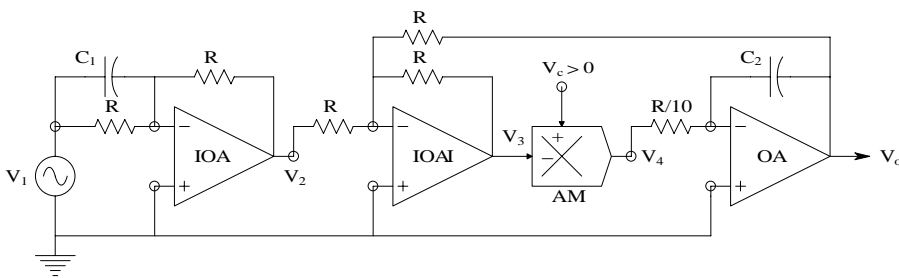 R
C₁
R
R
V_c > 0
C₂
R
R
R/10
−
IOA
+
V₁
V₂
−
IOAI
+
V₃
+
−
AM
V₄
−
OA
+
V_o